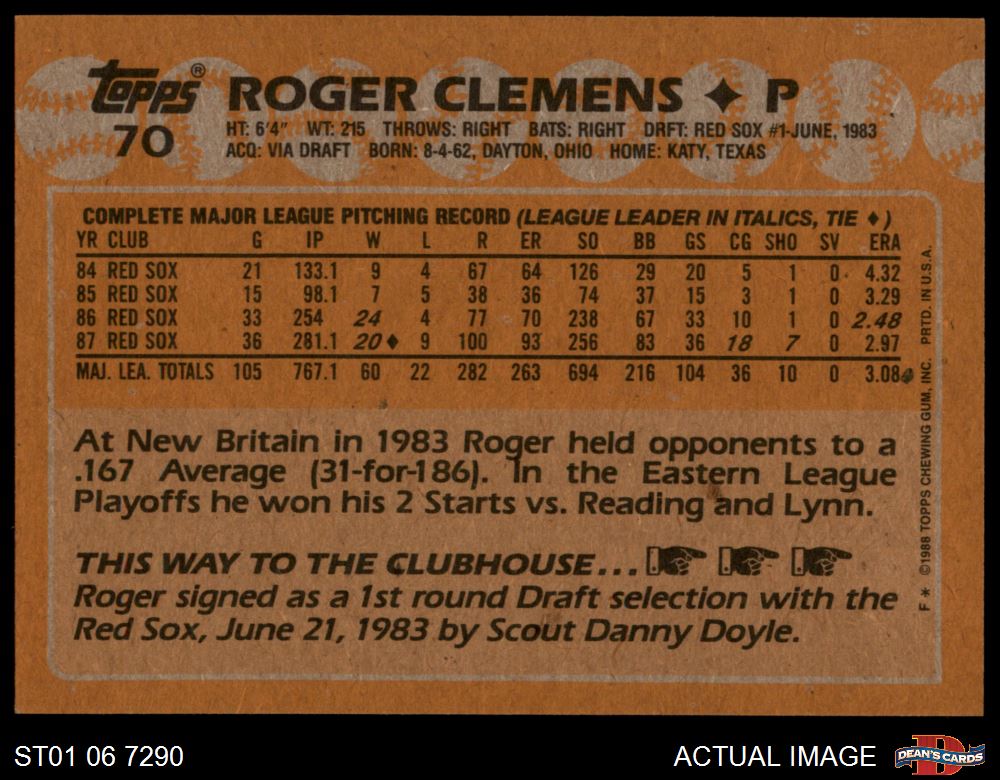 topps® ROGER CLEMENS ✦ P
70 HT: 6'4" WT: 215 THROWS: RIGHT BATS: RIGHT DRFT: RED SOX #1-JUNE, 1983
ACQ: VIA DRAFT BORN: 8-4-62, DAYTON, OHIO HOME: KATY, TEXAS
COMPLETE MAJOR LEAGUE PITCHING RECORD (LEAGUE LEADER IN ITALICS, TIE ♦)
YR CLUB G IP W L R ER SO BB GS CG SHO SV ERA
84 RED SOX 21 133.1 9 4 67 64 126 29 20 5 1 0 4.32
85 RED SOX 15 98.1 7 5 38 36 74 37 15 3 1 0 3.29
86 RED SOX 33 254 24 4 77 70 238 67 33 10 1 0 2.48
87 RED SOX 36 281.1 20♦ 9 100 93 256 83 36 18 7 0 2.97
MAJ. LEA. TOTALS 105 767.1 60 22 282 263 694 216 104 36 10 0 3.08
At New Britain in 1983 Roger held opponents to a
.167 Average (31-for-186). In the Eastern League
Playoffs he won his 2 Starts vs. Reading and Lynn.
THIS WAY TO THE CLUBHOUSE...
Roger signed as a 1st round Draft selection with the
Red Sox, June 21, 1983 by Scout Danny Doyle.
F * ©1988 TOPPS CHEWING GUM, INC. PRTD. IN U.S.A.
ST01 06 7290
ACTUAL IMAGE
DEAN'S CARDS